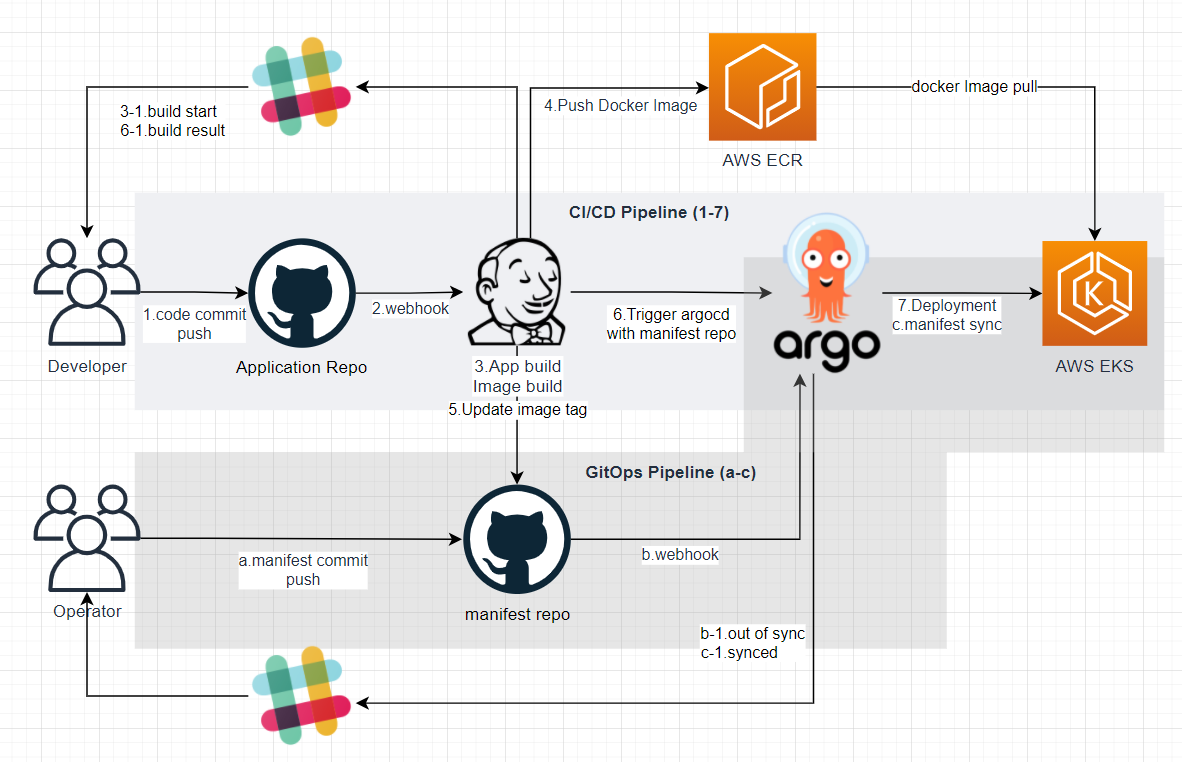 3-1.build start
6-1.build result
4.Push Docker Image
docker Image pull
AWS ECR
CI/CD Pipeline (1-7)
1.code commit
push
2.webhook
6.Trigger argocd
with manifest repo
7.Deployment
c.manifest sync
argo
K
Developer
Application Repo
3.App build
Image build
AWS EKS
5.Update image tag
GitOps Pipeline (a-c)
a.manifest commit
push
b.webhook
Operator
manifest repo
b-1.out of sync
c-1.synced